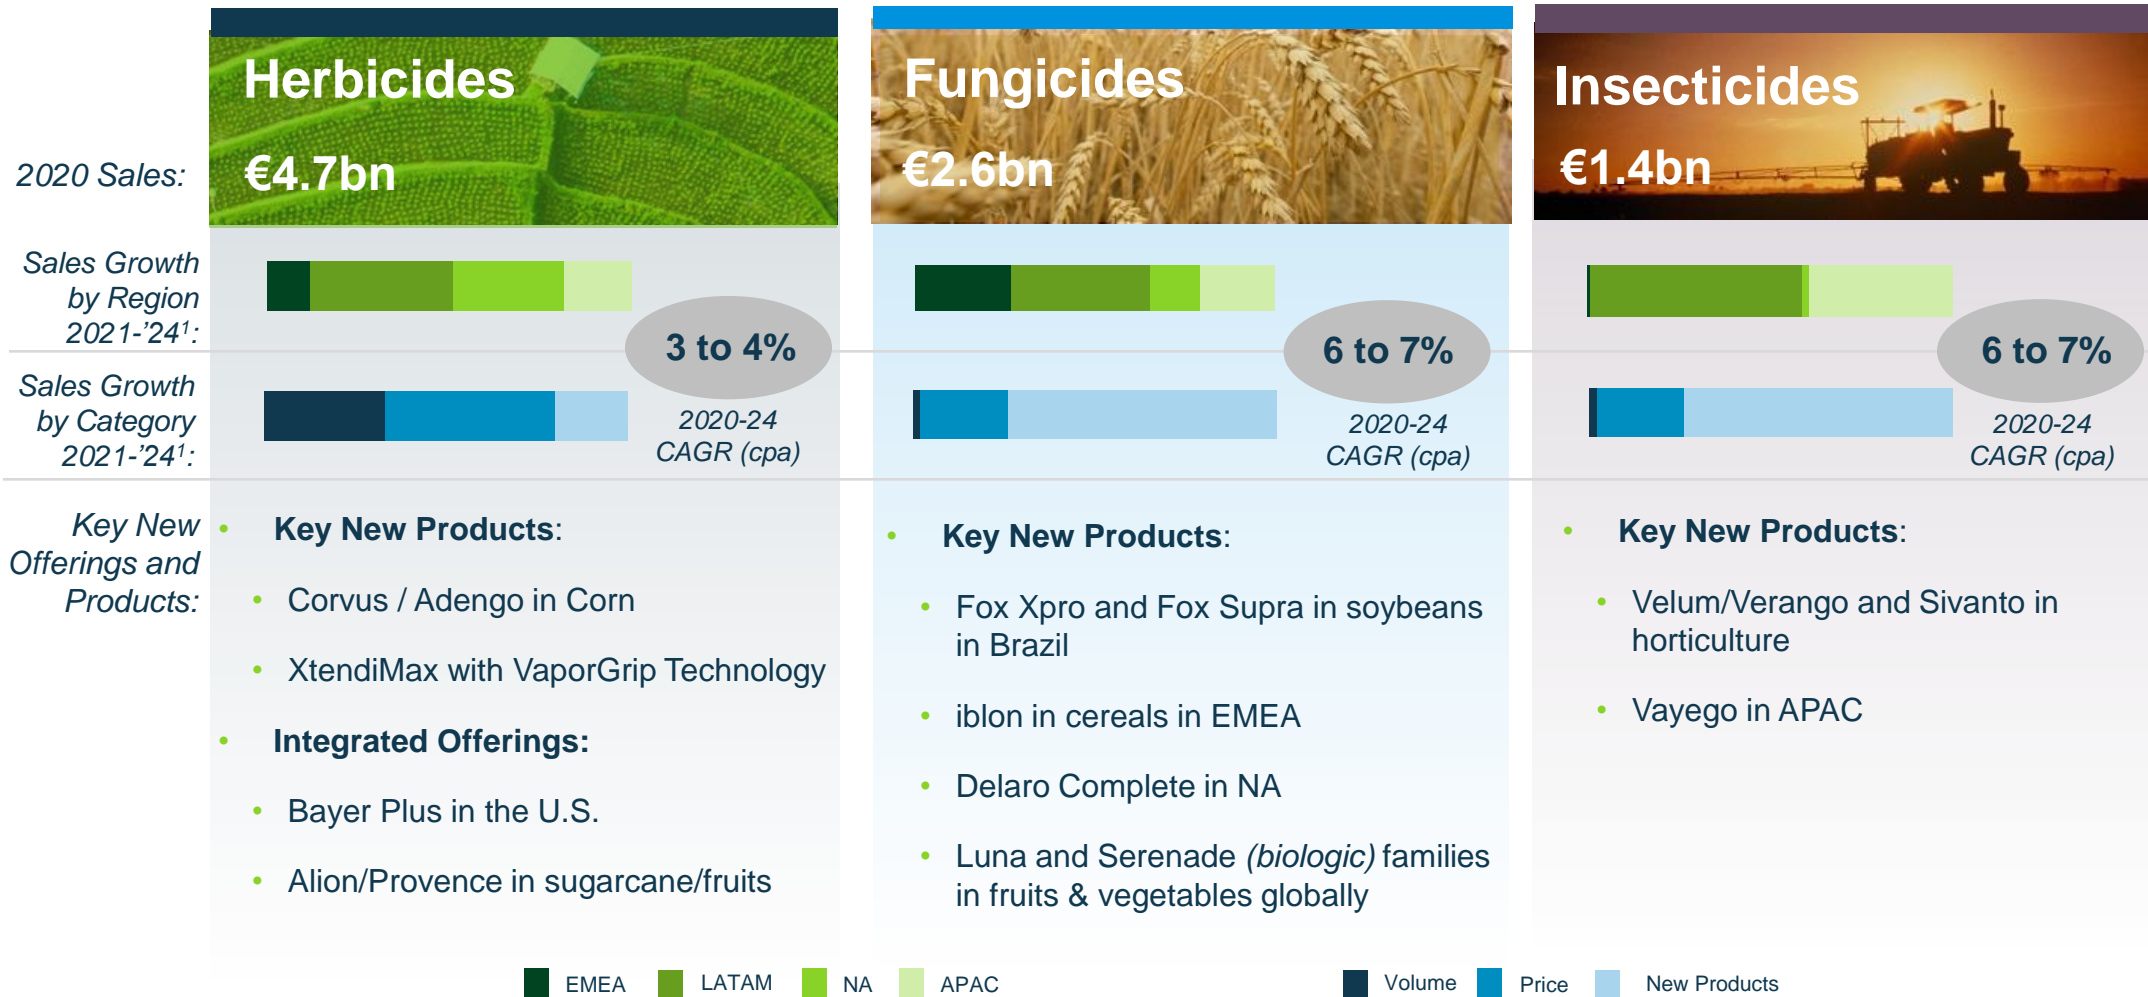 Herbicides
Fungicides
Insecticides
2020 Sales:
€4.7bn
€2.6bn
€1.4bn
Sales Growth
by Region
2021-’24¹:
3 to 4%
6 to 7%
6 to 7%
Sales Growth
by Category
2021-’24¹:
2020-24
CAGR (cpa)
2020-24
CAGR (cpa)
2020-24
CAGR (cpa)
Key New
Offerings and
Products:
• Key New Products:
• Corvus / Adengo in Corn
• XtendiMax with VaporGrip Technology
• Integrated Offerings:
• Bayer Plus in the U.S.
• Alion/Provence in sugarcane/fruits
• Key New Products:
• Fox Xpro and Fox Supra in soybeans
in Brazil
• iblon in cereals in EMEA
• Delaro Complete in NA
• Luna and Serenade (biologic) families
in fruits & vegetables globally
• Key New Products:
• Velum/Verango and Sivanto in
horticulture
• Vayego in APAC
EMEA LATAM NA APAC
Volume Price New Products